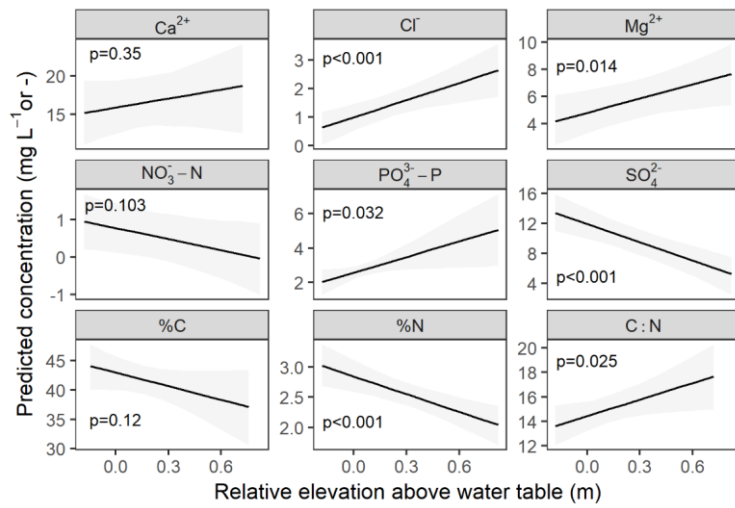 Ca²⁺
Cl⁻
Mg²⁺
p=0.35
p<0.001
p=0.014
20
15
3
2
1
0
10
8
6
4
NO₃⁻ – N
PO₄³⁻ – P
SO₄²⁻
p=0.103
p=0.032
p<0.001
1
0
-1
6
4
2
16
12
8
4
%C
%N
C : N
p=0.12
p<0.001
p=0.025
45
40
35
30
3.0
2.5
2.0
20
18
16
14
12
0.0 0.3 0.6
0.0 0.3 0.6
0.0 0.3 0.6
Predicted concentration (mg L⁻¹or -)
Relative elevation above water table (m)